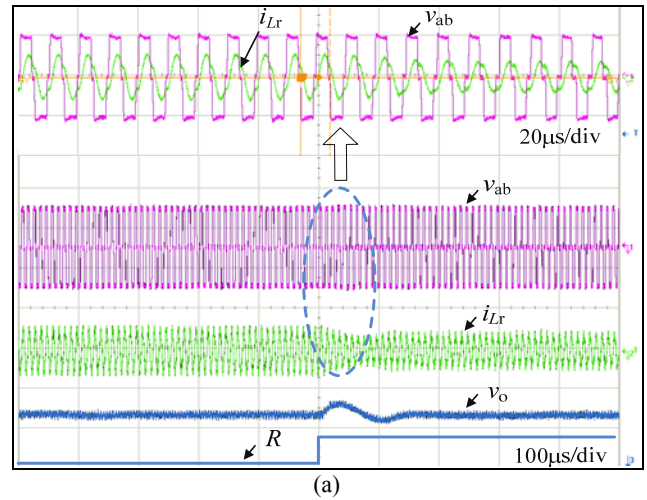 i_Lr
v_ab
20μs/div
v_ab
i_Lr
v_o
R
100μs/div
(a)